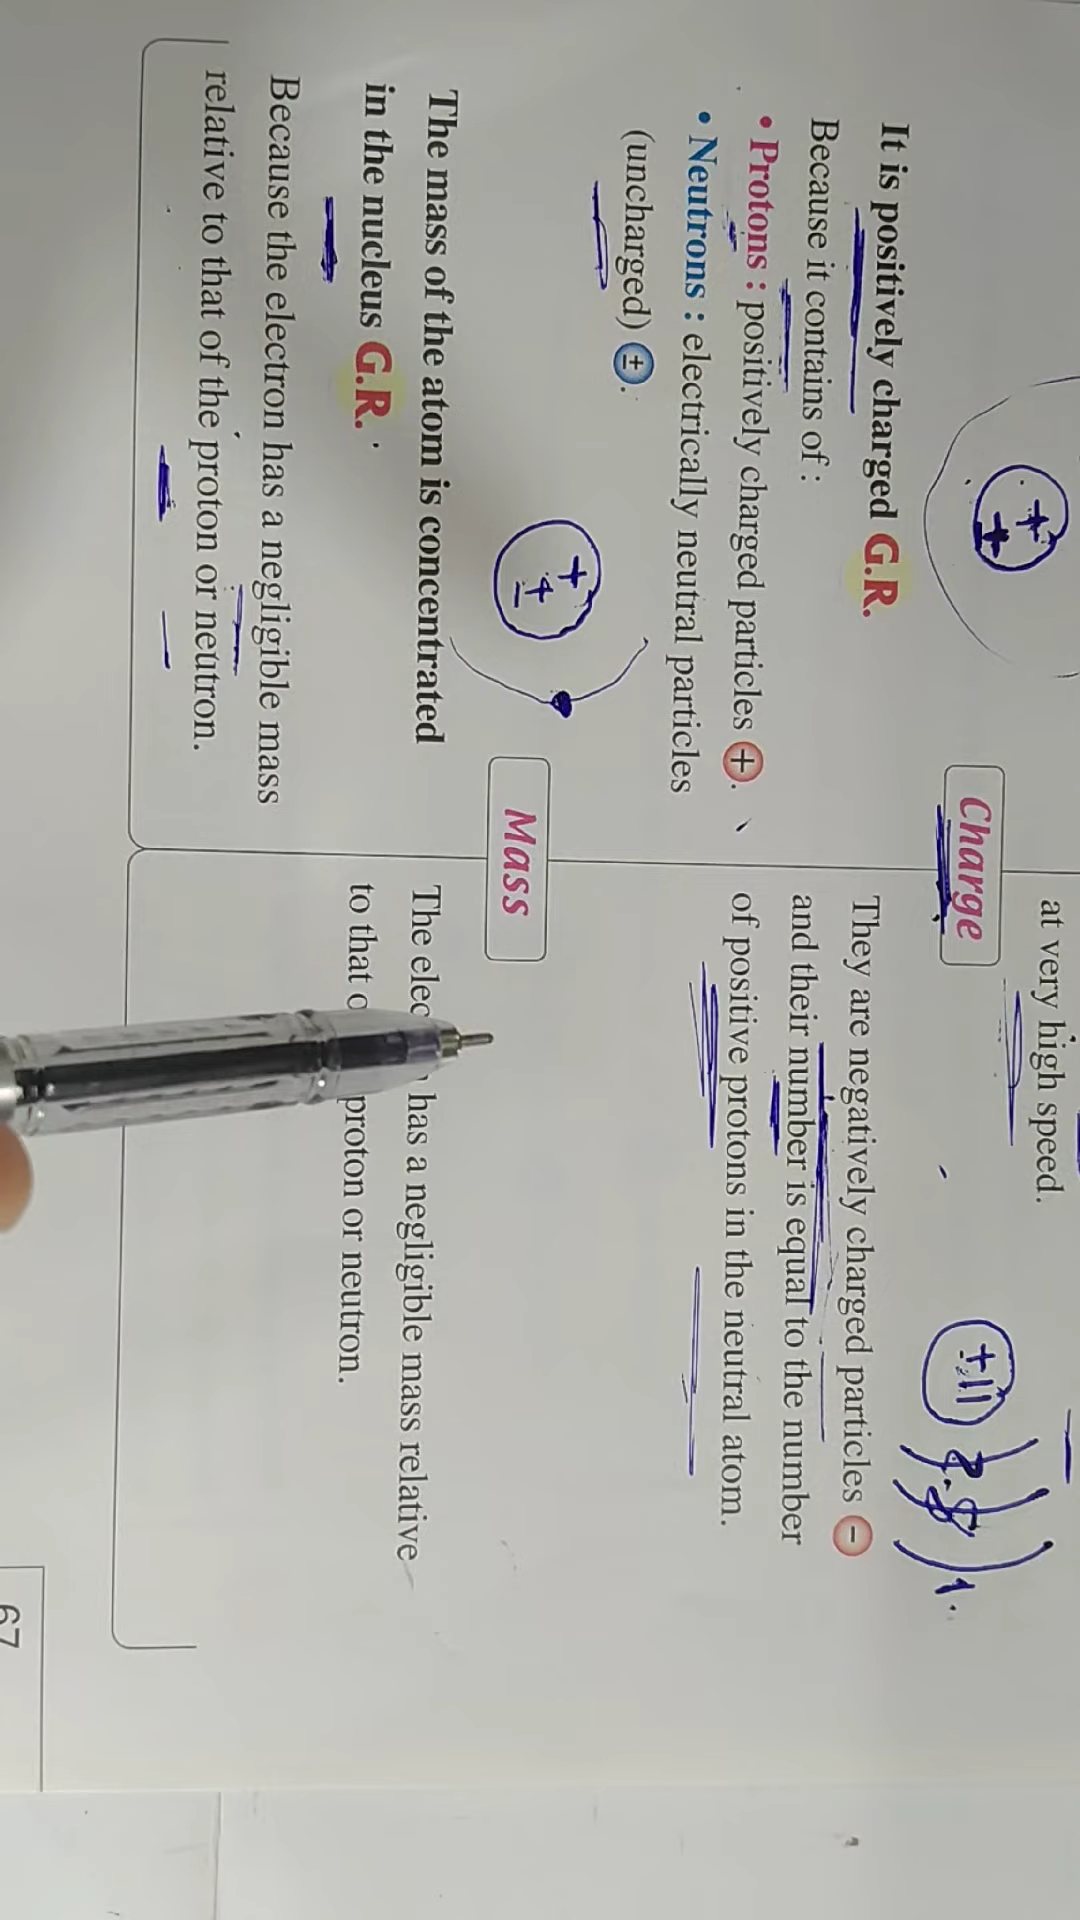 at very high speed.
Charge
It is positively charged G.R.
Because it contains of :
• Protons : positively charged particles +.
• Neutrons : electrically neutral particles
(uncharged) ±.
They are negatively charged particles -
and their number is equal to the number
of positive protons in the neutral atom.
+ +
+11 2 8 1
Mass
+ + -
The mass of the atom is concentrated
in the nucleus G.R.
Because the electron has a negligible mass
relative to that of the proton or neutron.
The elec has a negligible mass relative
to that proton or neutron.
67